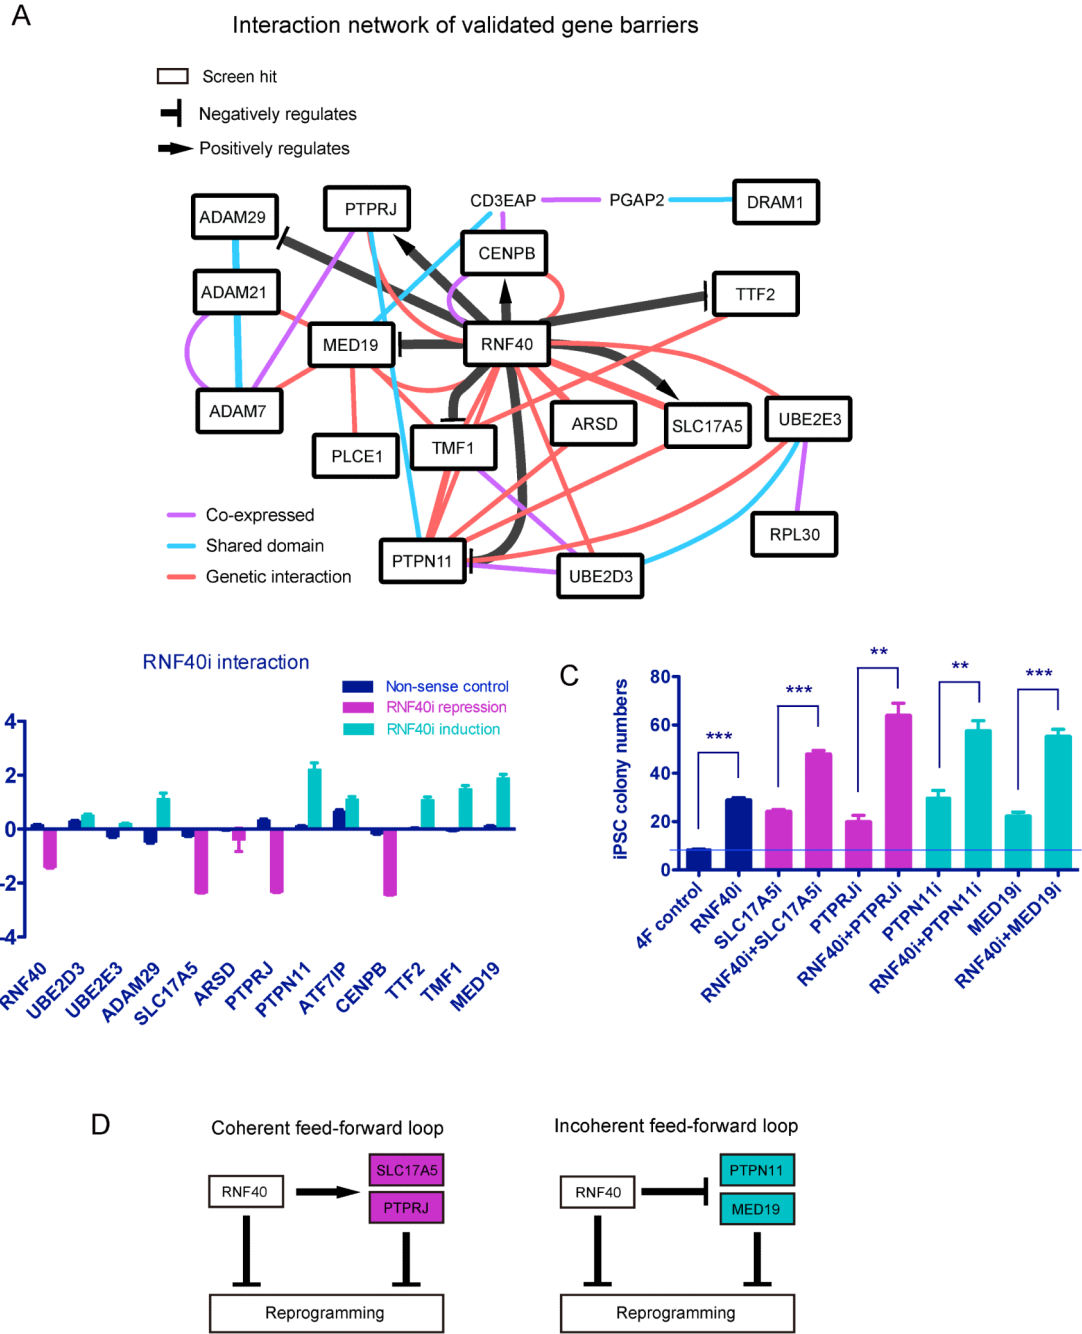 A
Interaction network of validated gene barriers
Screen hit
Negatively regulates
Positively regulates
ADAM29
PTPRJ
CD3EAP
PGAP2
DRAM1
CENPB
ADAM21
TTF2
MED19
RNF40
ADAM7
ARSD
SLC17A5
UBE2E3
PLCE1
TMF1
Co-expressed
Shared domain
Genetic interaction
PTPN11
UBE2D3
RPL30
RNF40i interaction
Non-sense control
RNF40i repression
RNF40i induction
4
2
0
-2
-4
RNF40
UBE2D3
UBE2E3
ADAM29
SLC17A5
ARSD
PTPRJ
PTPN11
ATF7IP
CENPB
TTF2
TMF1
MED19
C
iPSC colony numbers
80
60
40
20
0
***
***
**
**
***
4F control
RNF40i
SLC17A5i
RNF40i+SLC17A5i
PTPRJi
RNF40i+PTPRJi
PTPN11i
RNF40i+PTPN11i
MED19i
RNF40i+MED19i
D
Coherent feed-forward loop
RNF40
SLC17A5
PTPRJ
Reprogramming
Incoherent feed-forward loop
RNF40
PTPN11
MED19
Reprogramming